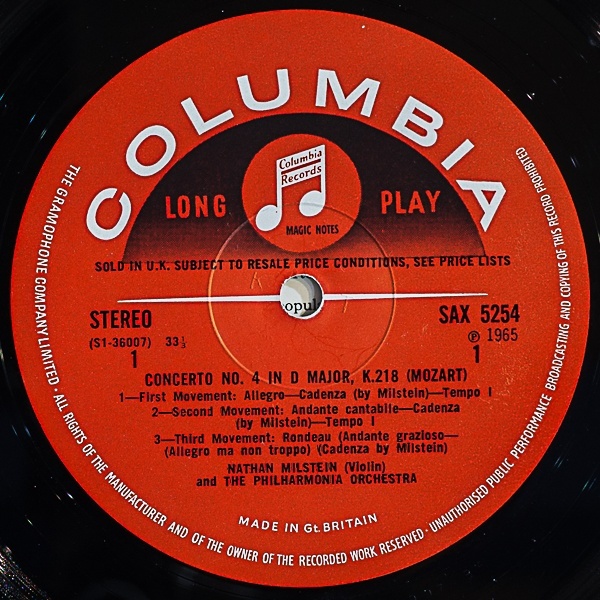 COLUMBIA
Columbia
Records
LONG PLAY
MAGIC NOTES
SOLD IN U.K. SUBJECT TO RESALE PRICE CONDITIONS, SEE PRICE LISTS
opul
STEREO SAX 5254
(S1-36007) 33⅓ ℗ 1965
1 1
CONCERTO NO. 4 IN D MAJOR, K.218 (MOZART)
1—First Movement: Allegro—Cadenza (by Milstein)—Tempo I
2—Second Movement: Andante cantabile—Cadenza
(by Milstein)—Tempo I
3—Third Movement: Rondeau (Andante grazioso—
(Allegro ma non troppo) (Cadenza by Milstein)
NATHAN MILSTEIN (Violin)
and THE PHILHARMONIA ORCHESTRA
MADE IN Gt. BRITAIN
THE GRAMOPHONE COMPANY LIMITED · ALL RIGHTS OF THE MANUFACTURER AND OF THE OWNER OF THE RECORDED WORK RESERVED · UNAUTHORISED PUBLIC PERFORMANCE BROADCASTING AND COPYING OF THIS RECORD PROHIBITED